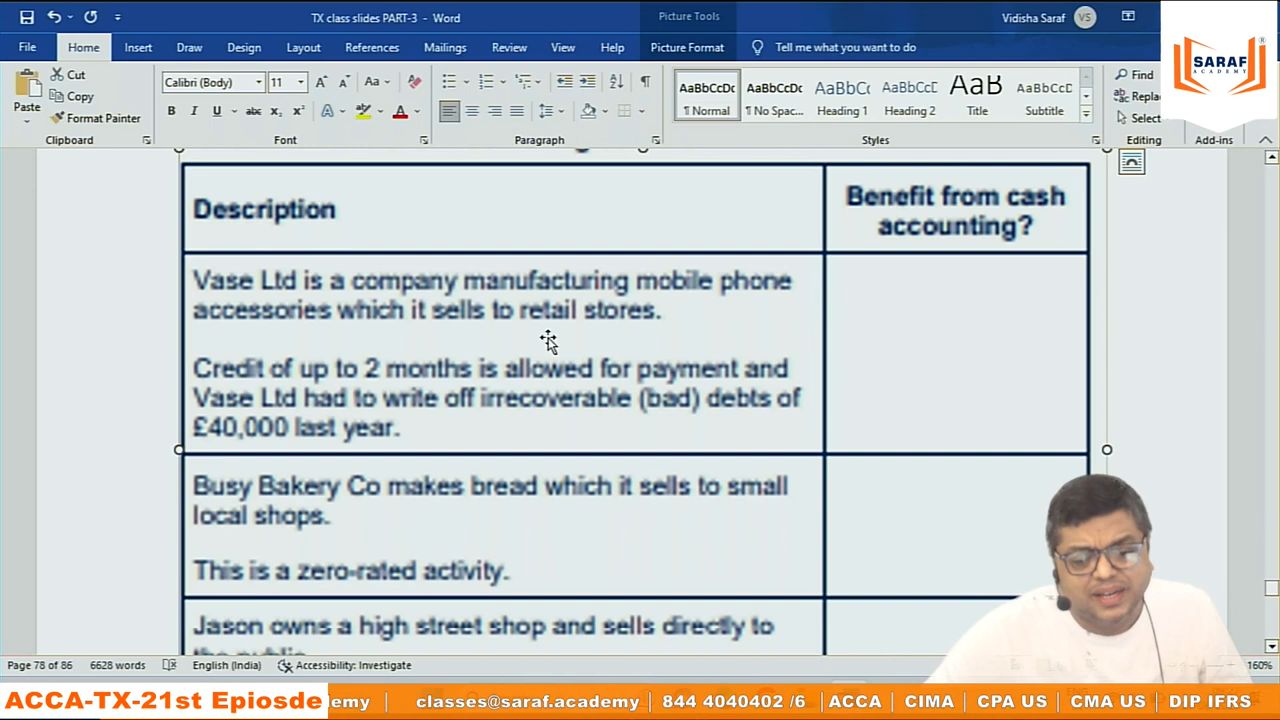 TX class slides PART-3 - Word
Picture Tools
Vidisha Saraf
VS
File
Home
Insert
Draw
Design
Layout
References
Mailings
Review
View
Help
Picture Format
Tell me what you want to do
SARAF
ACADEMY
Paste
Cut
Copy
Format Painter
Clipboard
Calibri (Body)
11
Font
Paragraph
AaBbCcDc
¶ Normal
AaBbCcDc
¶ No Spac...
AaBbC
Heading 1
AaBbCcD
Heading 2
AaB
Title
AaBbCcD
Subtitle
Styles
Find
Select
Editing
Add-ins
Description
Benefit from cash
accounting?
Vase Ltd is a company manufacturing mobile phone
accessories which it sells to retail stores.
Credit of up to 2 months is allowed for payment and
Vase Ltd had to write off irrecoverable (bad) debts of
£40,000 last year.
Busy Bakery Co makes bread which it sells to small
local shops.
This is a zero-rated activity.
Jason owns a high street shop and sells directly to
Page 78 of 86
6628 words
English (India)
Accessibility: Investigate
160%
ACCA-TX-21st Epiosde
demy | classes@saraf.academy | 844 4040402 /6 | ACCA | CIMA | CPA US | CMA US | DIP IFRS